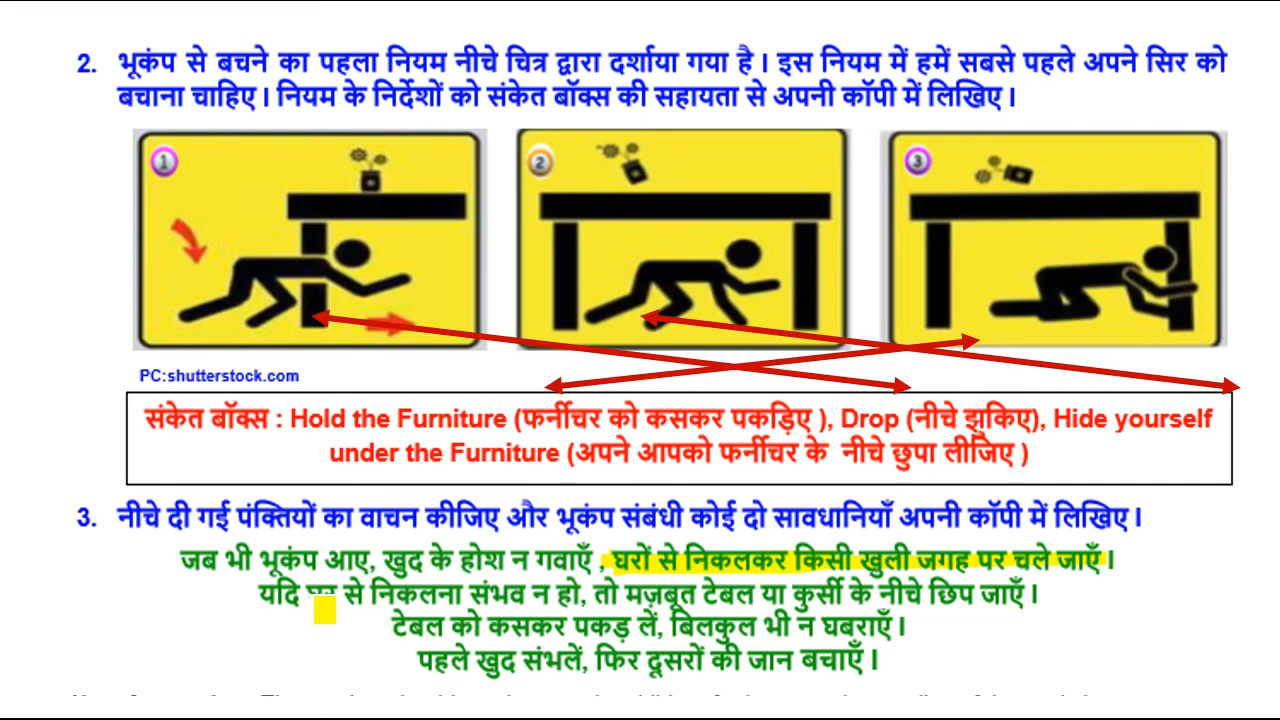 2. भूकंप से बचने का पहला नियम नीचे चित्र द्वारा दर्शाया गया है। इस नियम में हमें सबसे पहले अपने सिर को
बचाना चाहिए। नियम के निर्देशों को संकेत बॉक्स की सहायता से अपनी कॉपी में लिखिए।
1
2
3
PC:shutterstock.com
संकेत बॉक्स : Hold the Furniture (फर्नीचर को कसकर पकड़िए ), Drop (नीचे झुकिए), Hide yourself
under the Furniture (अपने आपको फर्नीचर के नीचे छुपा लीजिए )
3. नीचे दी गई पंक्तियों का वाचन कीजिए और भूकंप संबंधी कोई दो सावधानियाँ अपनी कॉपी में लिखिए।
जब भी भूकंप आए, खुद के होश न गवाएँ , घरों से निकलकर किसी खुली जगह पर चले जाएँ।
यदि से निकलना संभव न हो, तो मज़बूत टेबल या कुर्सी के नीचे छिप जाएँ।
टेबल को कसकर पकड़ लें, बिलकुल भी न घबराएँ।
पहले खुद संभलें, फिर दूसरों की जान बचाएँ।